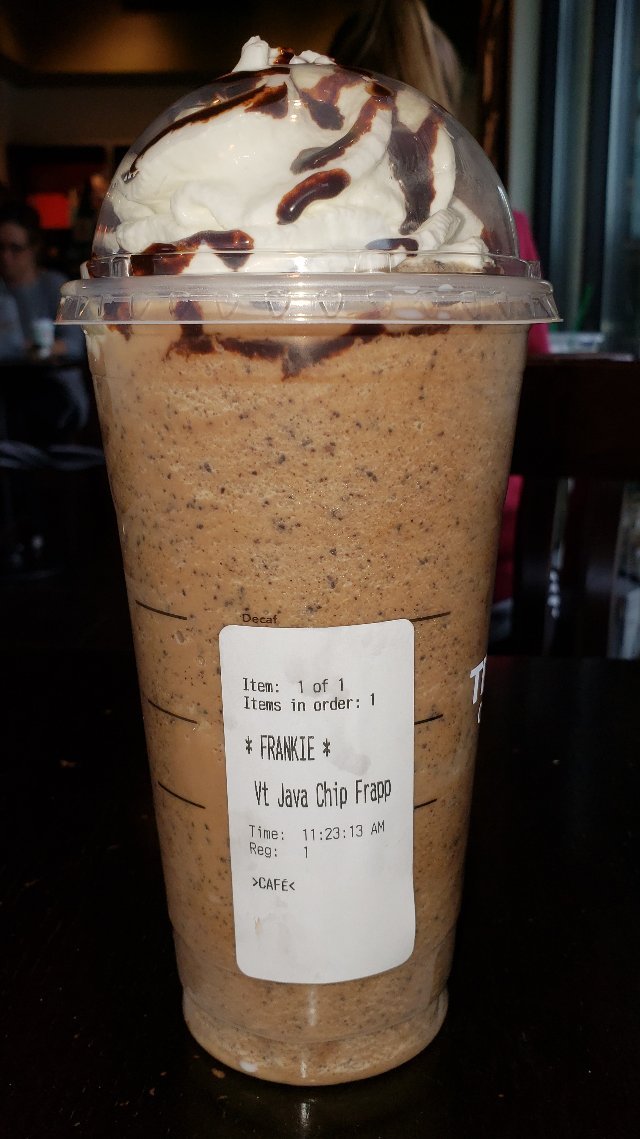 Decaf
Item: 1 of 1
Items in order: 1
* FRANKIE *
Vt Java Chip Frapp
Time: 11:23:13 AM
Reg: 1
>CAFÉ<